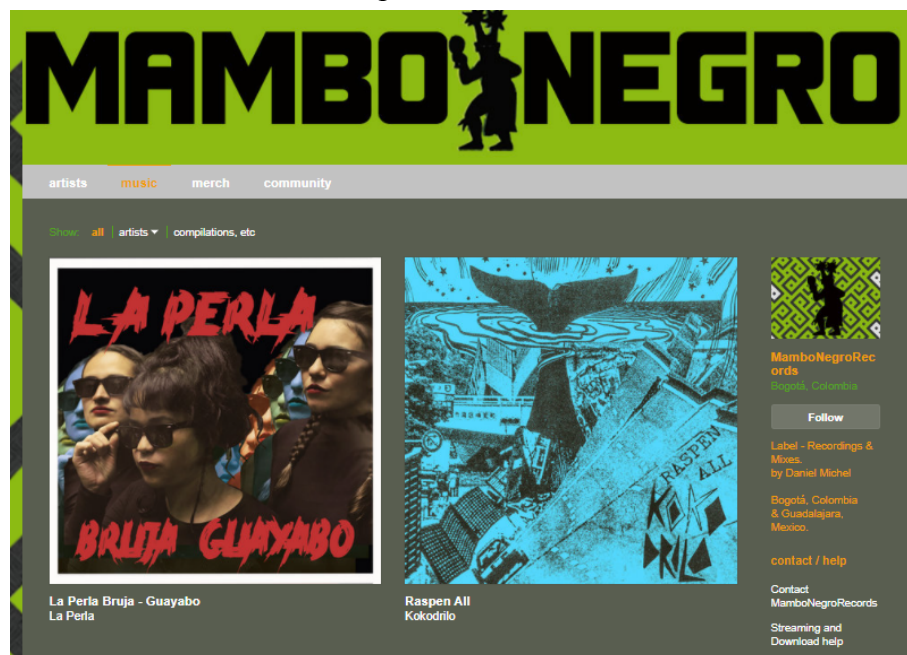 MAMBO NEGRO
artists music merch community
Show: all artists compilations, etc
LA PERLA
BRUJA GUAYABO
La Perla Bruja - Guayabo
La Perla
RASPEN
ALL
KOKO
DRILO
Raspen All
Kokodrilo
MamboNegroRec
ords
Bogotá, Colombia
Follow
Label - Recordings &
Mixes.
by Daniel Michel
Bogotá, Colombia
& Guadalajara,
Mexico.
contact / help
Contact
MamboNegroRecords
Streaming and
Download help